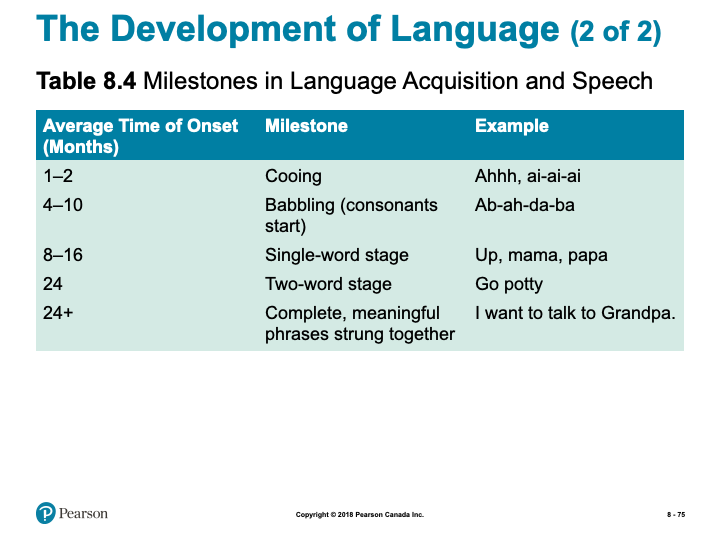 The Development of Language (2 of 2)
Table 8.4 Milestones in Language Acquisition and Speech
Average Time of Onset (Months) Milestone Example
1–2 Cooing Ahhh, ai-ai-ai
4–10 Babbling (consonants start) Ab-ah-da-ba
8–16 Single-word stage Up, mama, papa
24 Two-word stage Go potty
24+ Complete, meaningful phrases strung together I want to talk to Grandpa.
Pearson Copyright © 2018 Pearson Canada Inc. 8 - 75